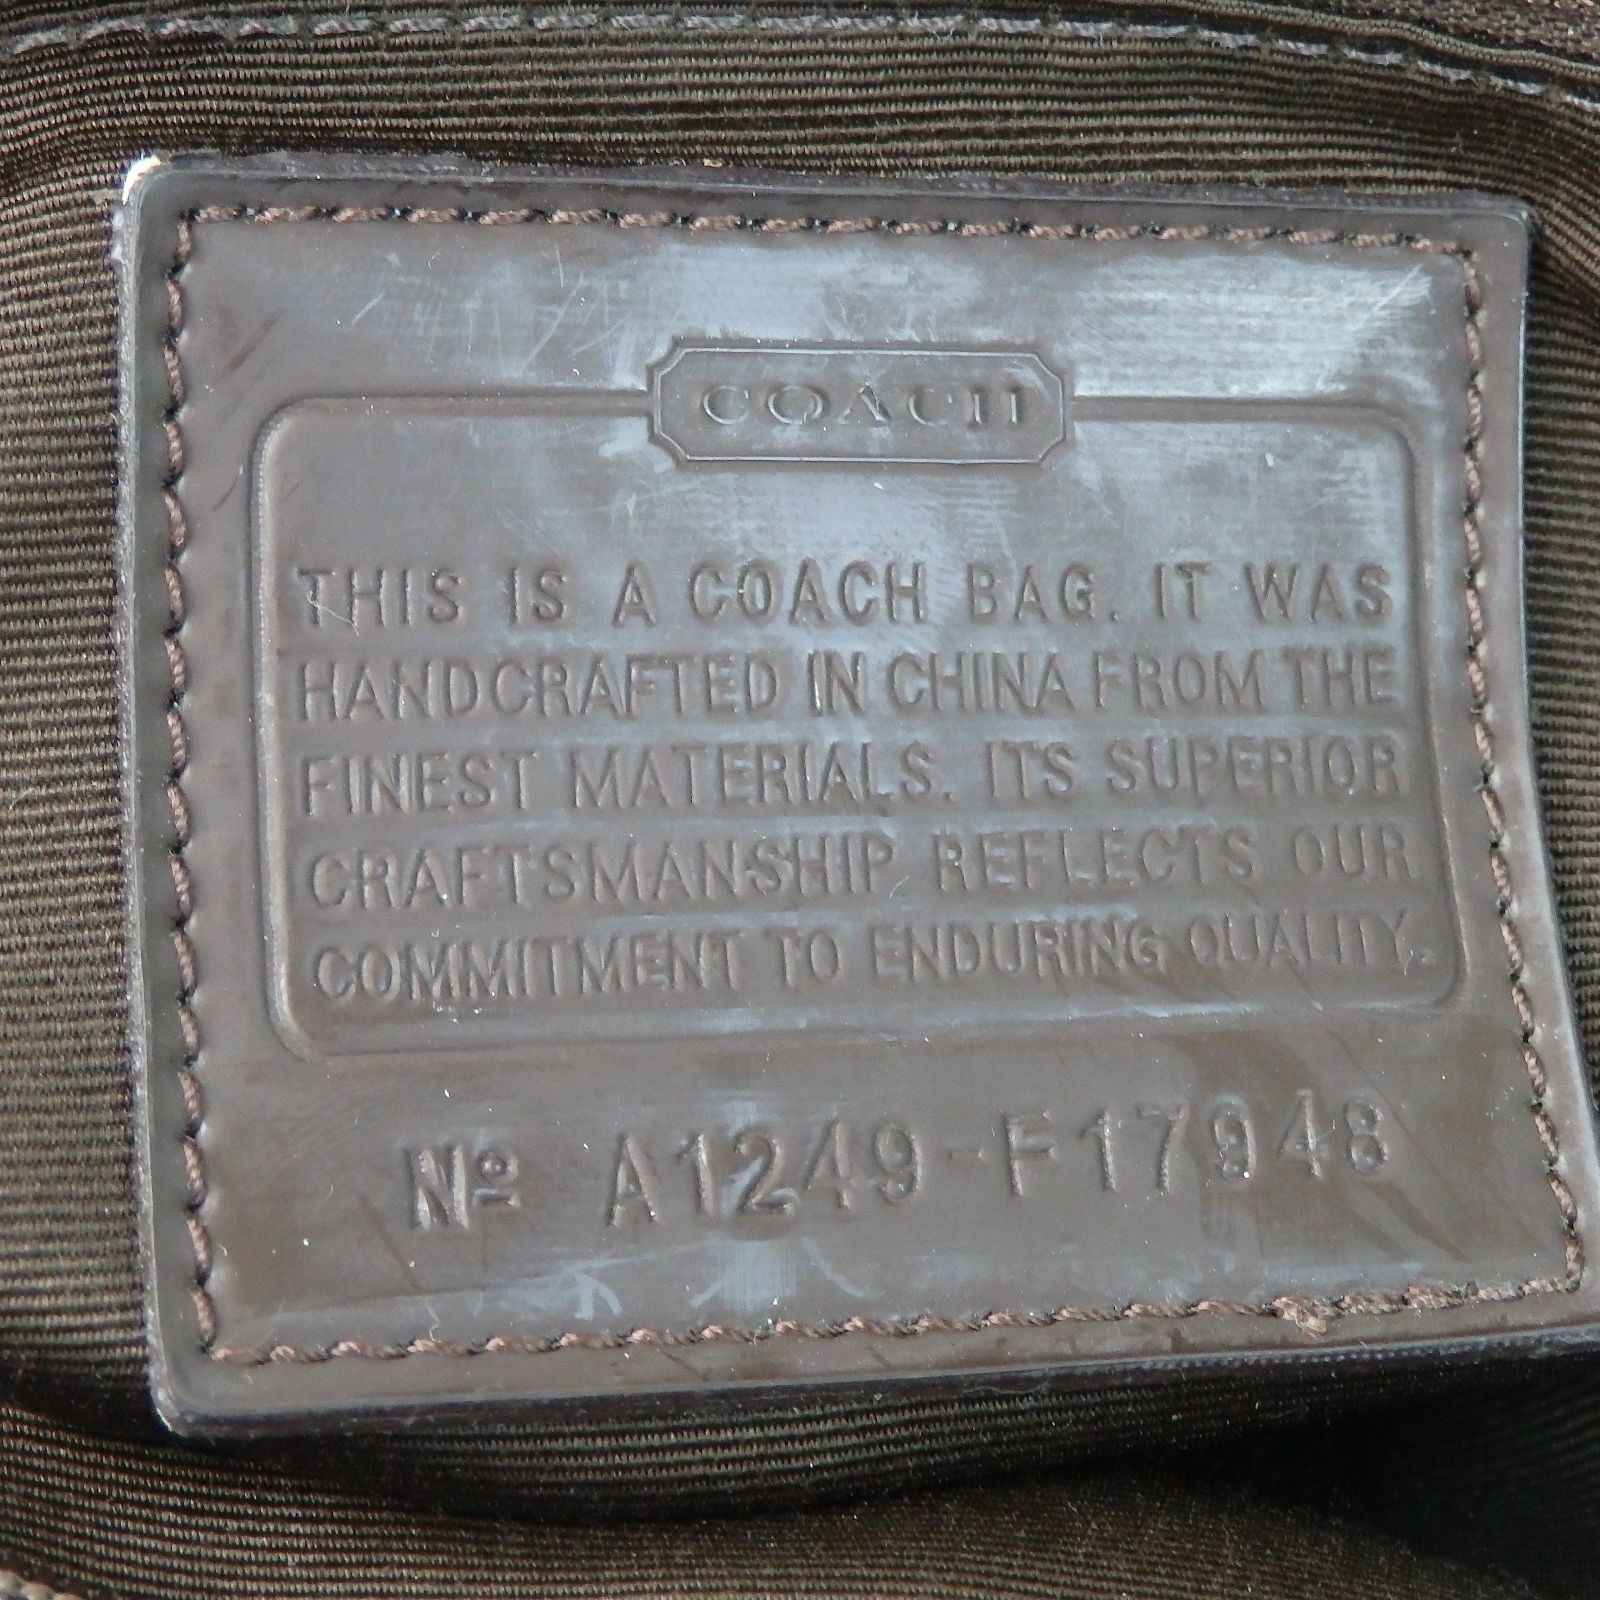 COACH
THIS IS A COACH BAG. IT WAS
HANDCRAFTED IN CHINA FROM THE
FINEST MATERIALS. ITS SUPERIOR
CRAFTSMANSHIP REFLECTS OUR
COMMITMENT TO ENDURING QUALITY.
Nº A1249-F17948